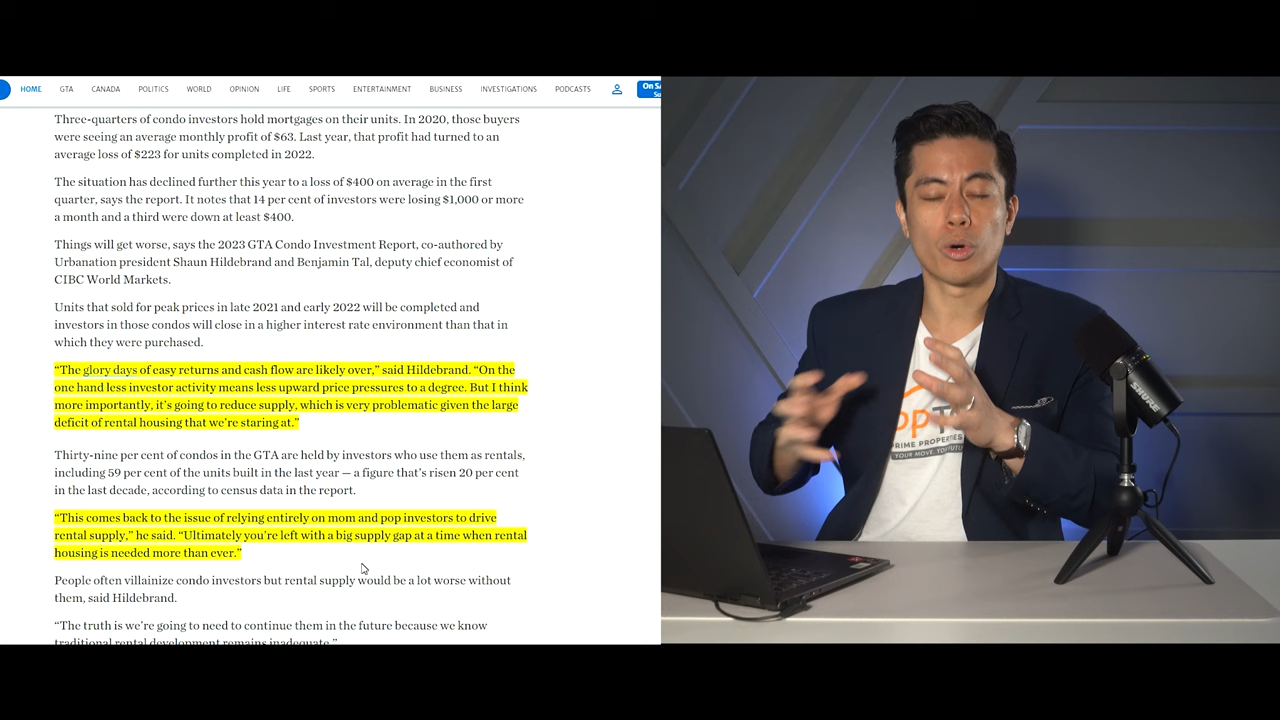 HOME GTA CANADA POLITICS WORLD OPINION LIFE SPORTS ENTERTAINMENT BUSINESS INVESTIGATIONS PODCASTS On SA
Three-quarters of condo investors hold mortgages on their units. In 2020, those buyers
were seeing an average monthly profit of $63. Last year, that profit had turned to an
average loss of $223 for units completed in 2022.
The situation has declined further this year to a loss of $400 on average in the first
quarter, says the report. It notes that 14 per cent of investors were losing $1,000 or more
a month and a third were down at least $400.
Things will get worse, says the 2023 GTA Condo Investment Report, co-authored by
Urbanation president Shaun Hildebrand and Benjamin Tal, deputy chief economist of
CIBC World Markets.
Units that sold for peak prices in late 2021 and early 2022 will be completed and
investors in those condos will close in a higher interest rate environment than that in
which they were purchased.
“The glory days of easy returns and cash flow are likely over,” said Hildebrand. “On the
one hand less investor activity means less upward price pressures to a degree. But I think
more importantly, it’s going to reduce supply, which is very problematic given the large
deficit of rental housing that we’re staring at.”
Thirty-nine per cent of condos in the GTA are held by investors who use them as rentals,
including 59 per cent of the units built in the last year — a figure that’s risen 20 per cent
in the last decade, according to census data in the report.
“This comes back to the issue of relying entirely on mom and pop investors to drive
rental supply,” he said. “Ultimately you’re left with a big supply gap at a time when rental
housing is needed more than ever.”
People often villainize condo investors but rental supply would be a lot worse without
them, said Hildebrand.
“The truth is we’re going to need to continue them in the future because we know
traditional rental development remains inadequate.”
PRIME PROPERTIES
YOUR MOVE.
SHURE